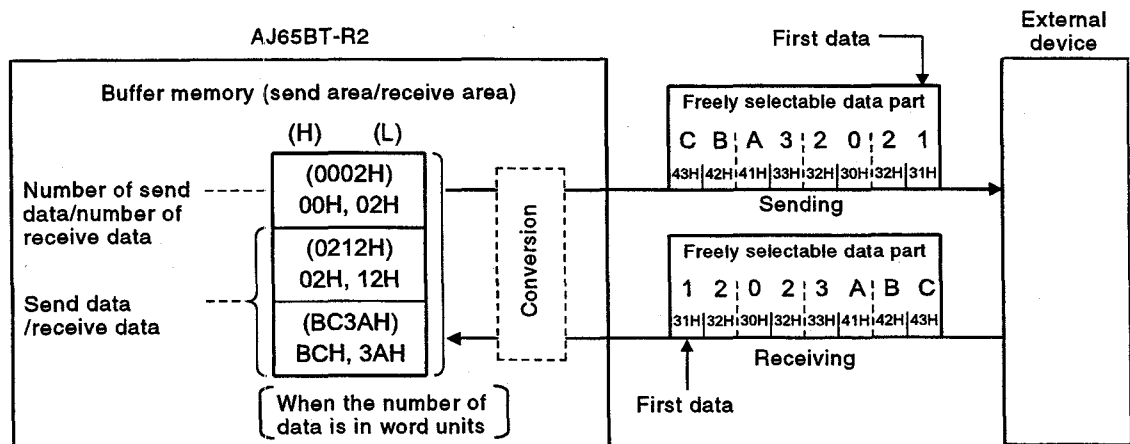 AJ65BT-R2
First data
External
device
Buffer memory (send area/receive area)
(H) (L)
Number of send
data/number of
receive data
(0002H)
00H, 02H
Send data
/receive data
(0212H)
02H, 12H
(BC3AH)
BCH, 3AH
When the number of
data is in word units
Conversion
Freely selectable data part
C B A 3 2 0 2 1
43H 42H 41H 33H 32H 30H 32H 31H
Sending
Freely selectable data part
1 2 0 2 3 A B C
31H 32H 30H 32H 33H 41H 42H 43H
Receiving
First data